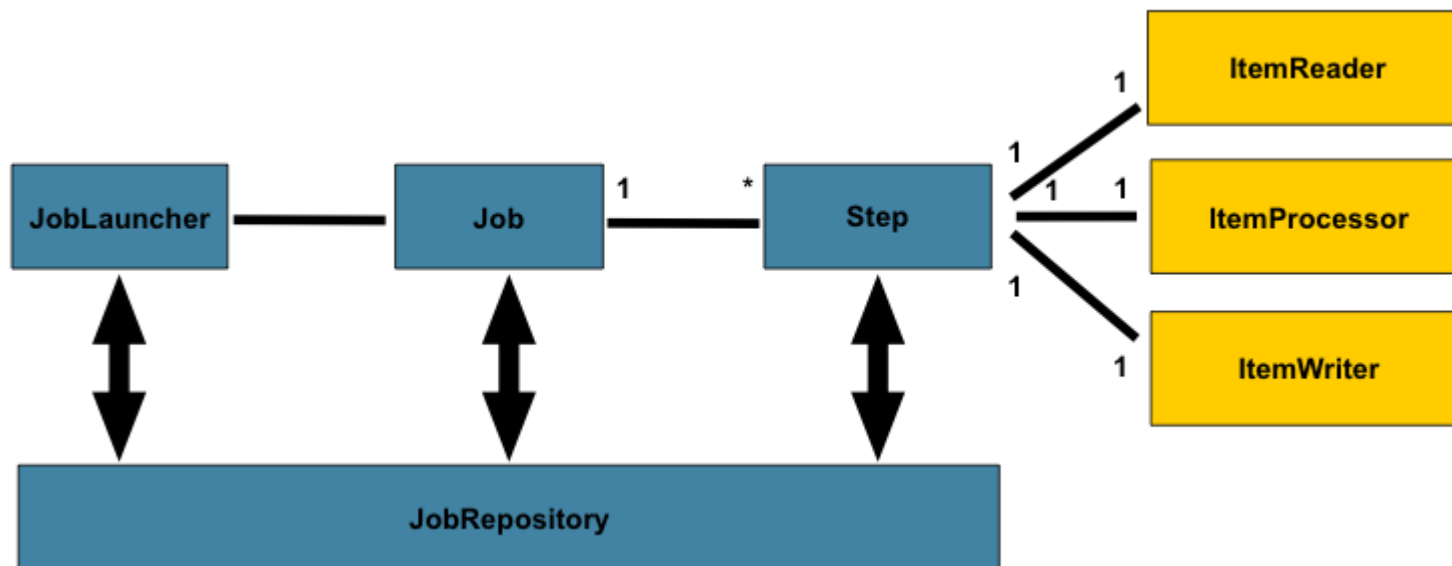 ItemReader
1
1
JobLauncher
Job
1
*
Step
1
1
ItemProcessor
1
1
ItemWriter
JobRepository